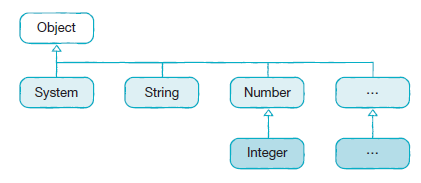 Object
System String Number ...
Integer ...